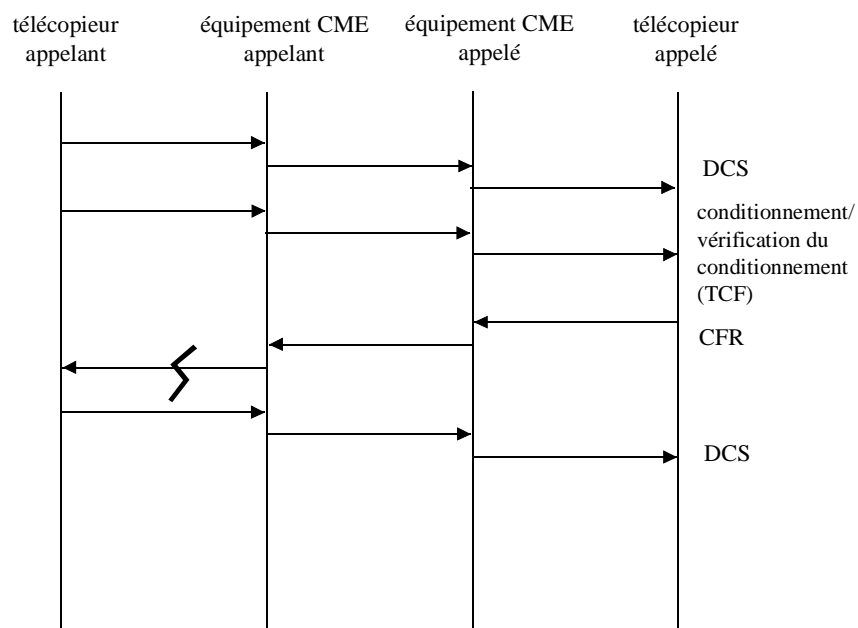 télécopieur
appelant
équipement CME
appelant
équipement CME
appelé
télécopieur
appelé
DCS
conditionnement/
vérification du
conditionnement
(TCF)
CFR
DCS